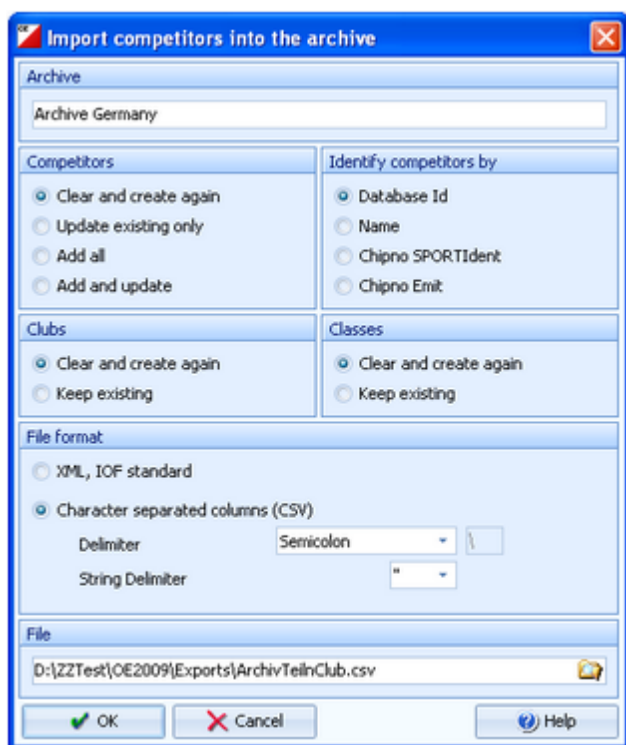 OE
Import competitors into the archive
Archive
Archive Germany
Competitors
Clear and create again
Update existing only
Add all
Add and update
Identify competitors by
Database Id
Name
Chipno SPORTIdent
Chipno Emit
Clubs
Clear and create again
Keep existing
Classes
Clear and create again
Keep existing
File format
XML, IOF standard
Character separated columns (CSV)
Delimiter Semicolon \
String Delimiter "
File
D:\ZZTest\OE2009\Exports\ArchivTeilnClub.csv
OK Cancel Help